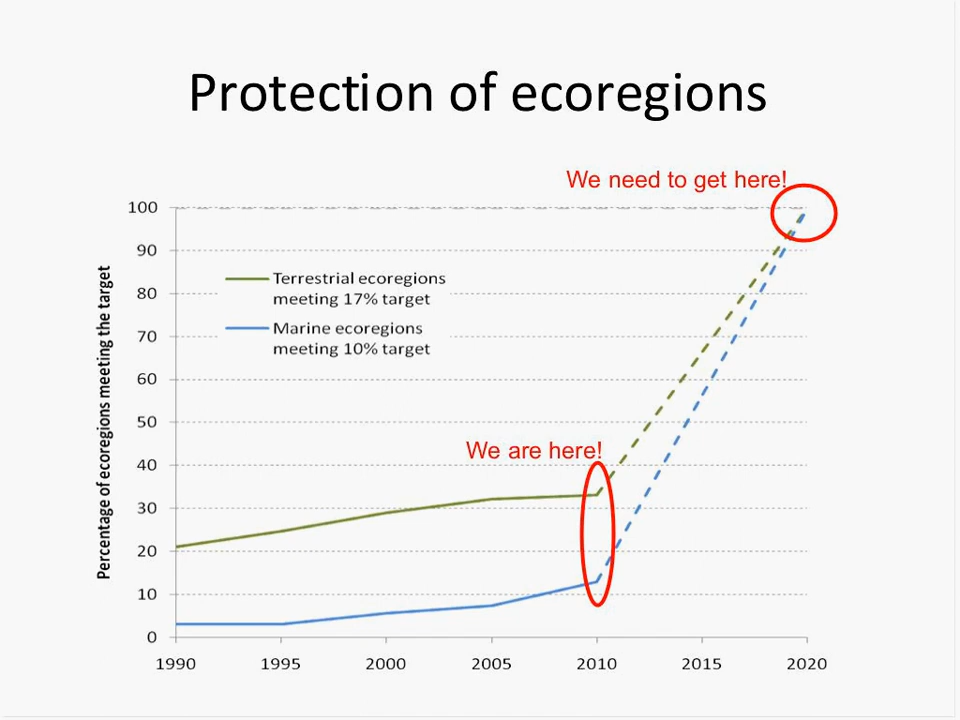 Protection of ecoregions
We need to get here!
100
90
80
70
60
50
40
30
20
10
0
Percentage of ecoregions meeting the target
Terrestrial ecoregions
meeting 17% target
Marine ecoregions
meeting 10% target
We are here!
1990 1995 2000 2005 2010 2015 2020